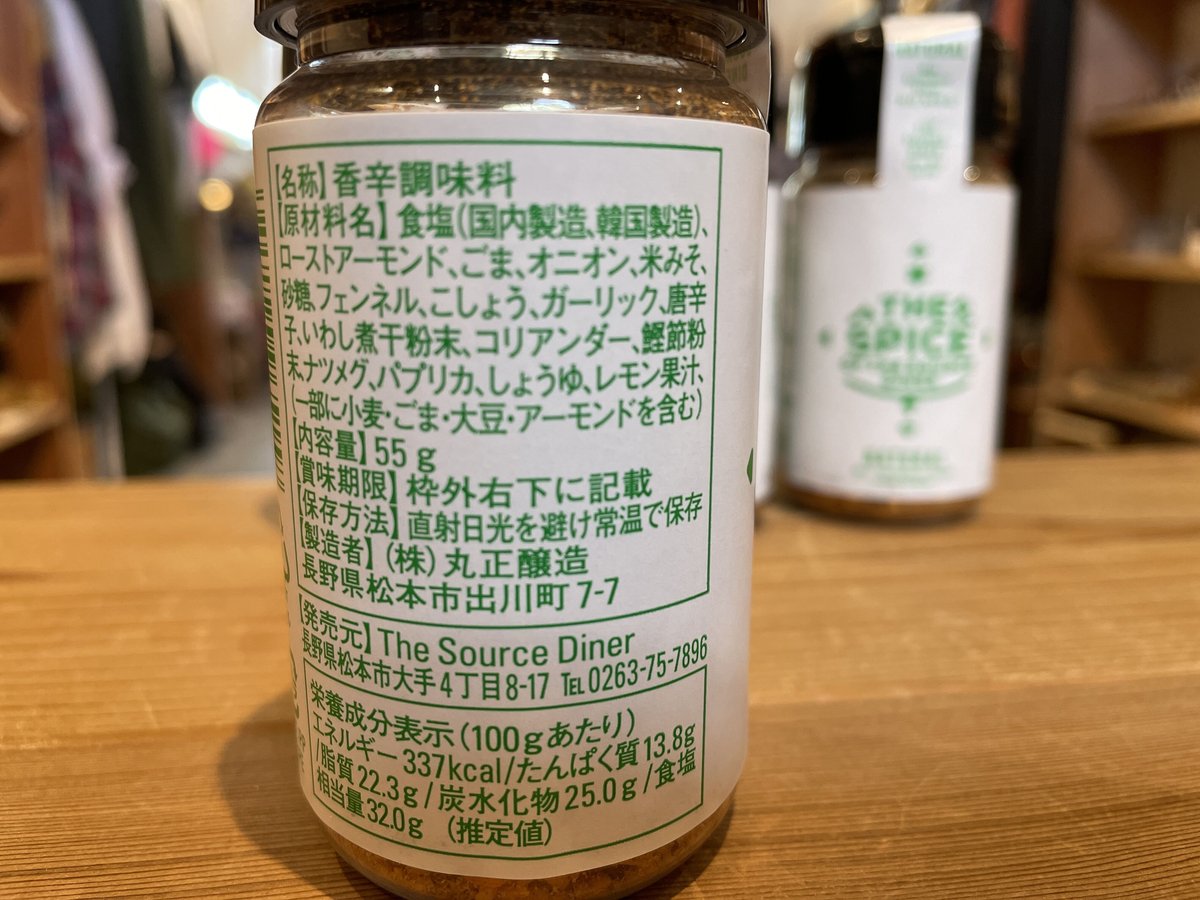 【名称】香辛調味料
【原材料名】食塩(国内製造、韓国製造)、
ローストアーモンド、ごま、オニオン、米みそ、
砂糖、フェンネル、こしょう、ガーリック、唐辛
子、いわし煮干粉末、コリアンダー、鰹節粉
末、ナツメグ、パプリカ、しょうゆ、レモン果汁、
(一部に小麦・ごま・大豆・アーモンドを含む)
【内容量】55g
【賞味期限】枠外右下に記載
【保存方法】直射日光を避け常温で保存
【製造者】(株)丸正醸造
長野県松本市出川町7-7
【発売元】The Source Diner
長野県松本市大手4丁目8-17 TEL0263-75-7896
栄養成分表示(100gあたり)
エネルギー337kcal/たんぱく質13.8g
/脂質22.3g/炭水化物25.0g/食塩
相当量32.0g (推定値)
THE
SPICE